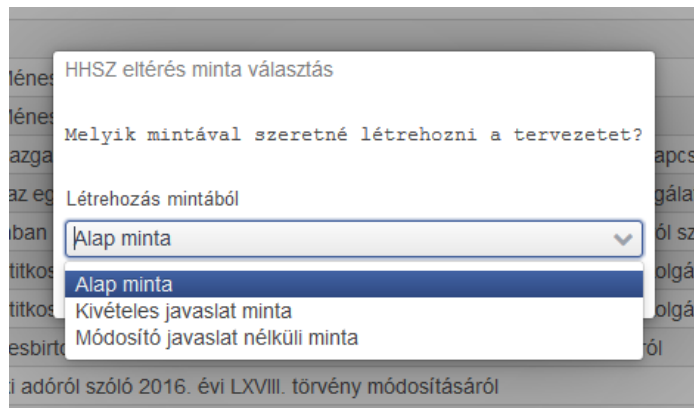 HHSZ eltérés minta választás
Melyik mintával szeretné létrehozni a tervezetet?
Létrehozás mintából
Alap minta
Alap minta
Kivételes javaslat minta
Módosító javaslat nélküli minta
adóról szóló 2016. évi LXVIII. törvény módosításáról